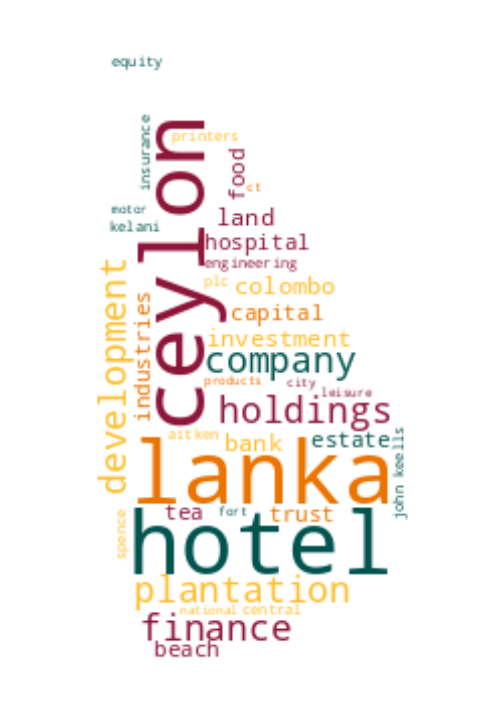 equity
insurance
printers
ceylon
food
ct
motor
land
kelani
hospital
engineering
development
plc
colombo
industries
capital
investment
company
products
city
leisure
holdings
aitken
bank
estate
john keells
lanka
tea
fort
trust
spence
hotel
plantation
national
central
finance
beach